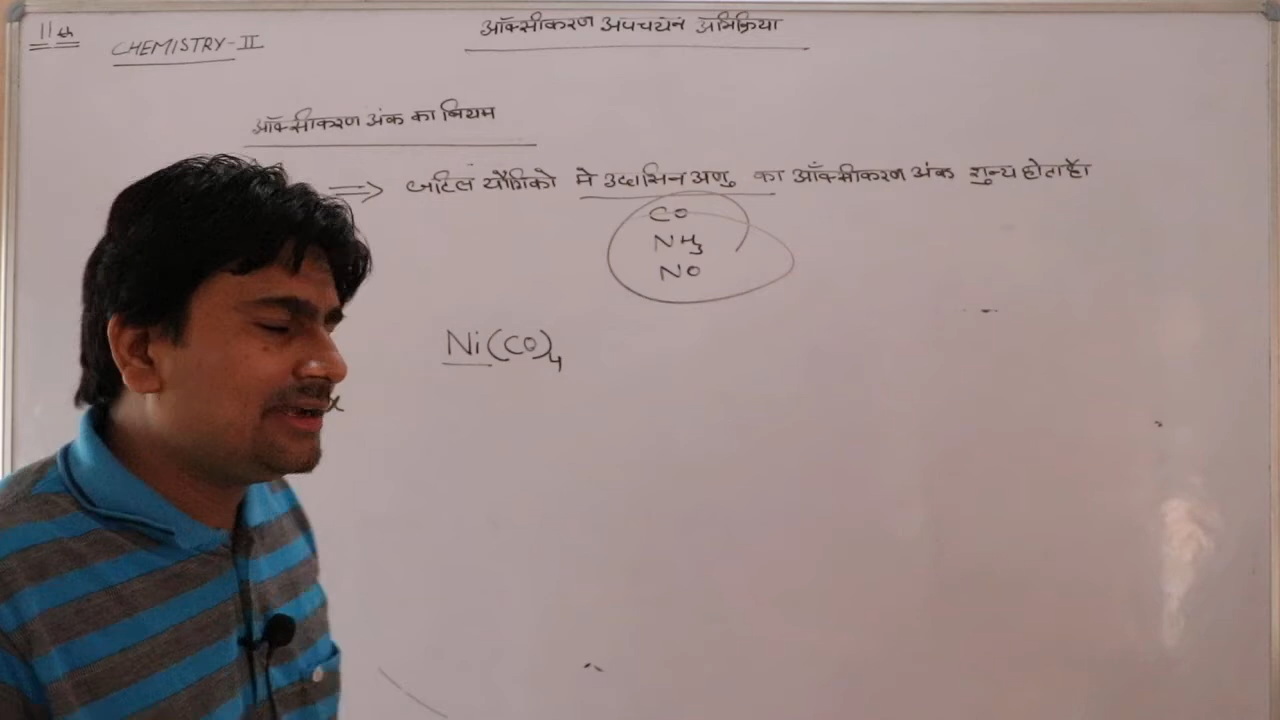 11th
CHEMISTRY-II
ऑक्सीकरण अपचयन अभिक्रिया
ऑक्सीकरण अंक का नियम
⇒ जटिल यौगिको मे उदासिन अणु का ऑक्सीकरण अंक शुन्य होता है।
CO
NH₃
NO
Ni(CO)₄